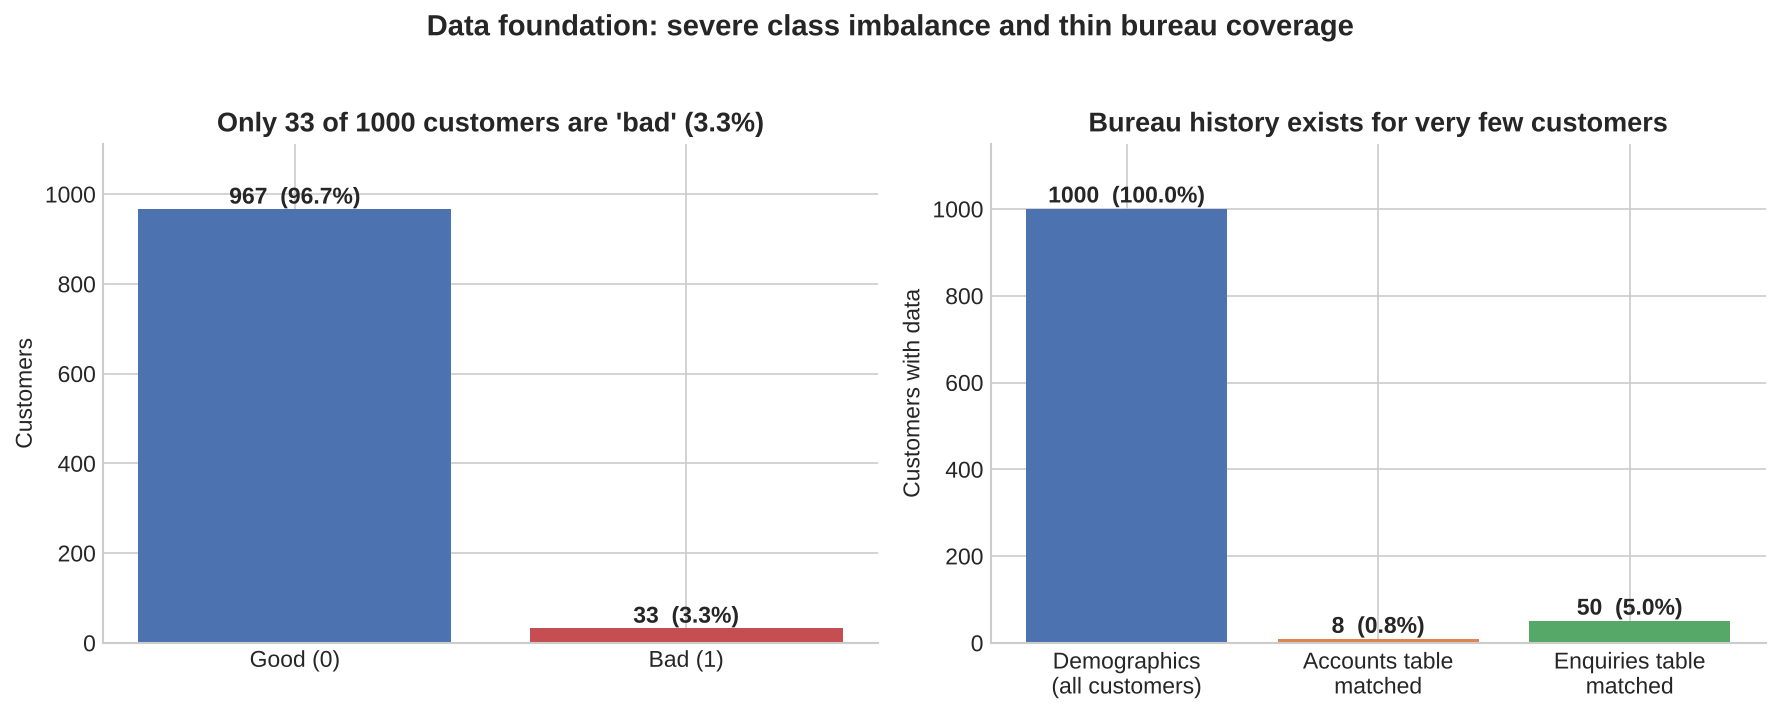 Data foundation: severe class imbalance and thin bureau coverage
Only 33 of 1000 customers are 'bad' (3.3%)
Customers
1000
800
600
400
200
0
967 (96.7%)
33 (3.3%)
Good (0)
Bad (1)
Bureau history exists for very few customers
Customers with data
1000
800
600
400
200
0
1000 (100.0%)
8 (0.8%)
50 (5.0%)
Demographics
(all customers)
Accounts table
matched
Enquiries table
matched